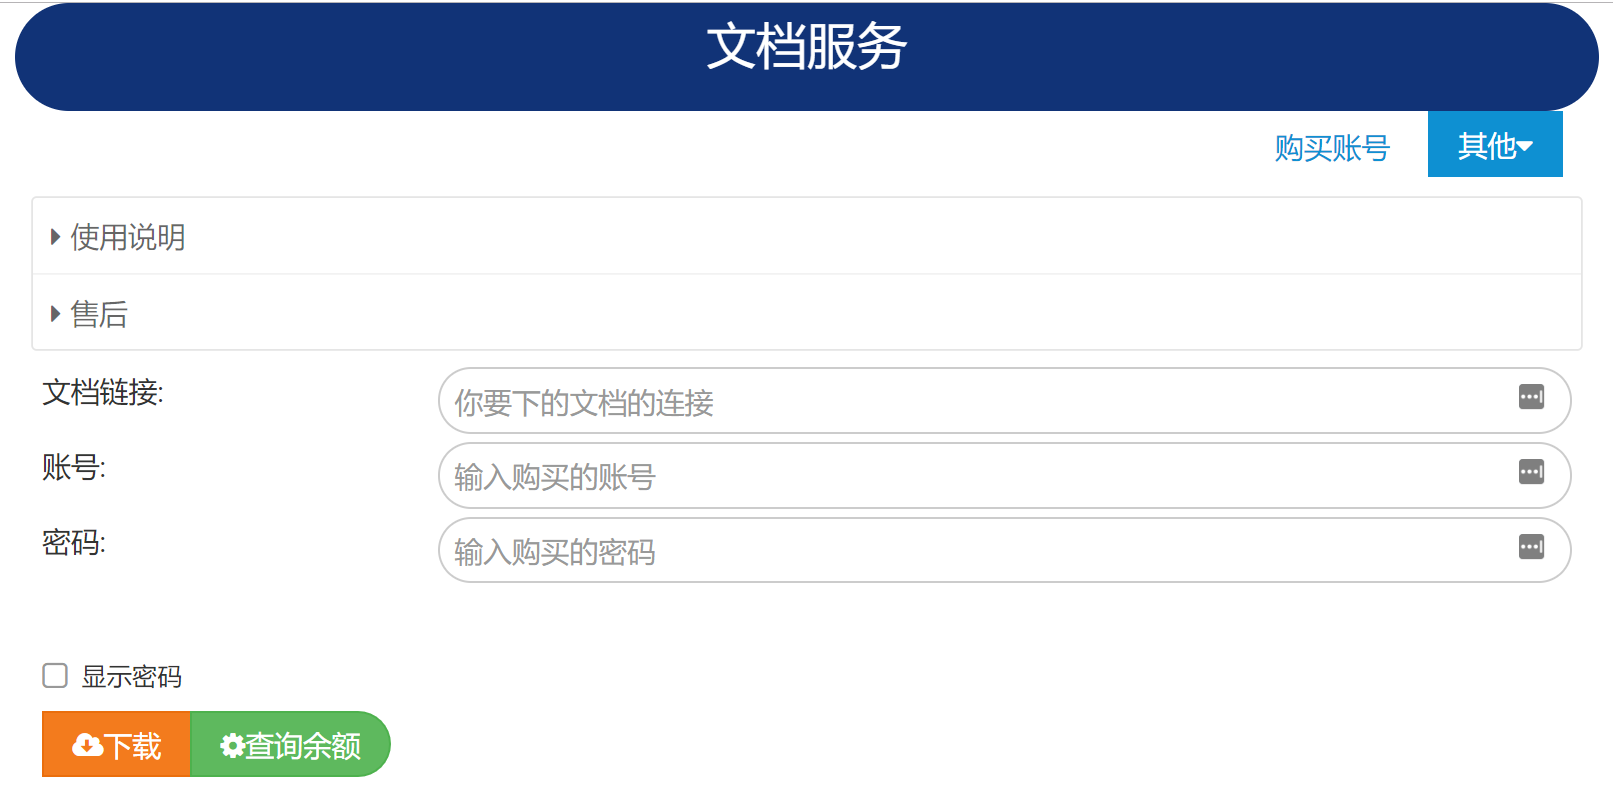 文档服务
购买账号
其他
使用说明
售后
文档链接:
你要下的文档的连接
账号:
输入购买的账号
密码:
输入购买的密码
显示密码
下载
查询余额